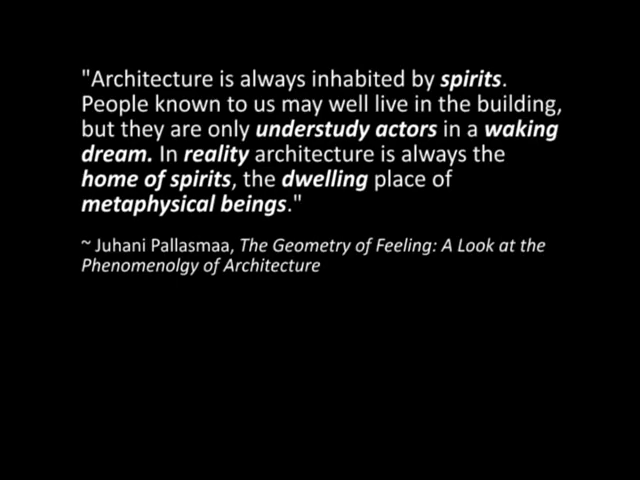 "Architecture is always inhabited by spirits.
People known to us may well live in the building,
but they are only understudy actors in a waking
dream. In reality architecture is always the
home of spirits, the dwelling place of
metaphysical beings."
~ Juhani Pallasmaa, The Geometry of Feeling: A Look at the
Phenomenolgy of Architecture